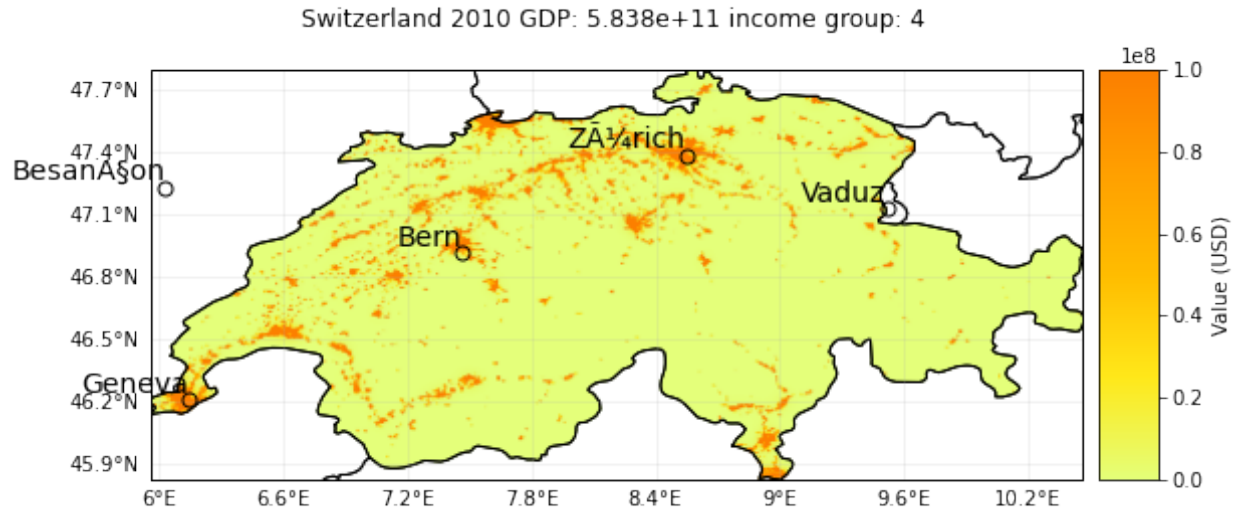 Switzerland 2010 GDP: 5.838e+11 income group: 4
1e8
47.7°N
47.4°N
47.1°N
46.8°N
46.5°N
46.2°N
45.9°N
BesanÃ§on
ZÃ¼rich
Vaduz
Bern
Geneva
6°E
6.6°E
7.2°E
7.8°E
8.4°E
9°E
9.6°E
10.2°E
1.0
0.8
0.6
0.4
0.2
0.0
Value (USD)